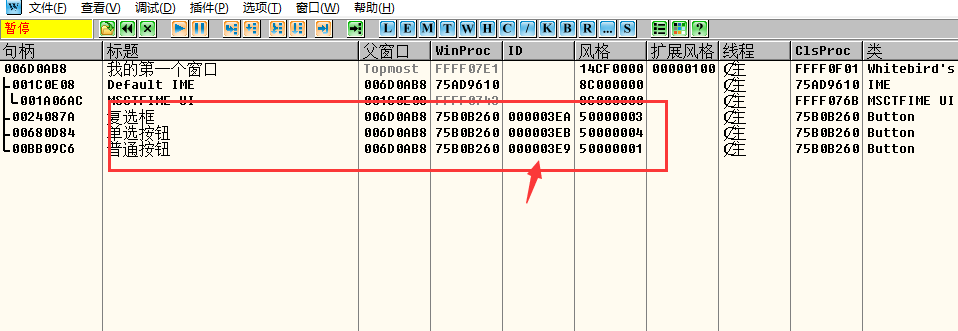 W 文件(F) 查看(V) 调试(D) 插件(P) 选项(T) 窗口(W) 帮助(H)
暂停 L E M T W H C / K B R ... S ?
句柄 标题 父窗口 WinProc ID 风格 扩展风格 线程 ClsProc 类
006D0AB8 我的第一个窗口 Topmost FFFF07E1 14CF0000 00000100 主 FFFF0F01 Whitebird's
001C0E08 Default IME 006D0AB8 75AD9610 8C000000 主 75AD9610 IME
001A06AC MSCTFIME UI 001C0E08 FFFF0743 8C000000 主 FFFF076B MSCTFIME UI
0024087A 复选框 006D0AB8 75B0B260 000003EA 50000003 主 75B0B260 Button
00680D84 单选按钮 006D0AB8 75B0B260 000003EB 50000004 主 75B0B260 Button
00BB09C6 普通按钮 006D0AB8 75B0B260 000003E9 50000001 主 75B0B260 Button